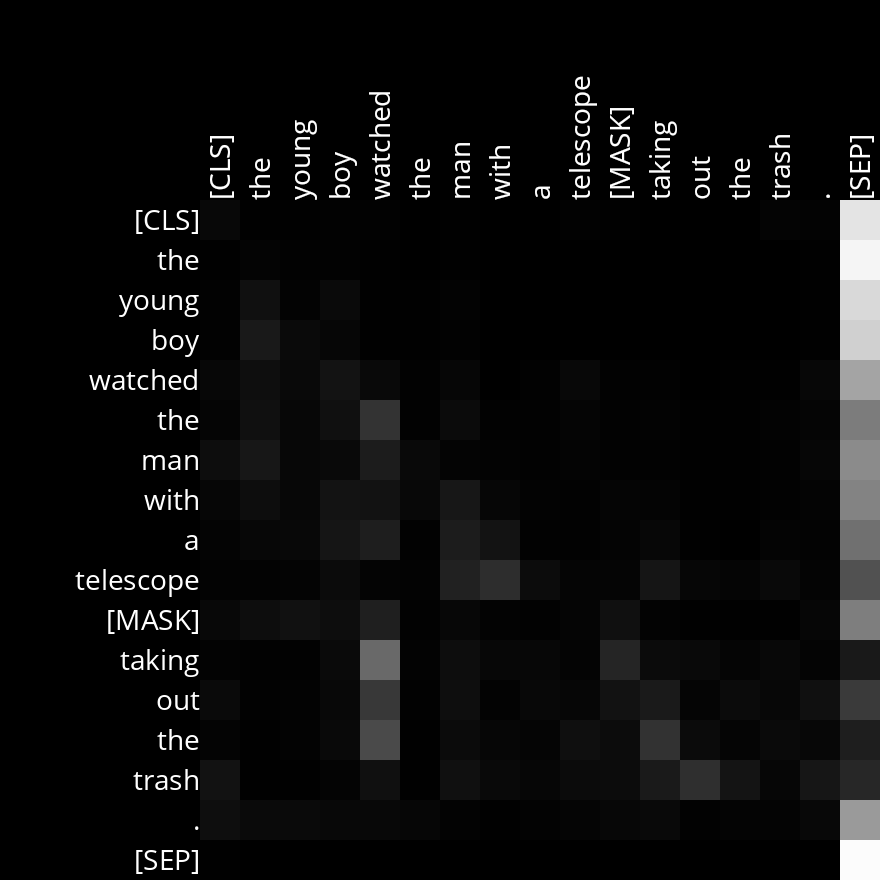 [CLS]
the
young
boy
watched
the
man
with
a
telescope
[MASK]
taking
out
the
trash
.
[SEP]
[CLS]
the
young
boy
watched
the
man
with
a
telescope
[MASK]
taking
out
the
trash
.
[SEP]